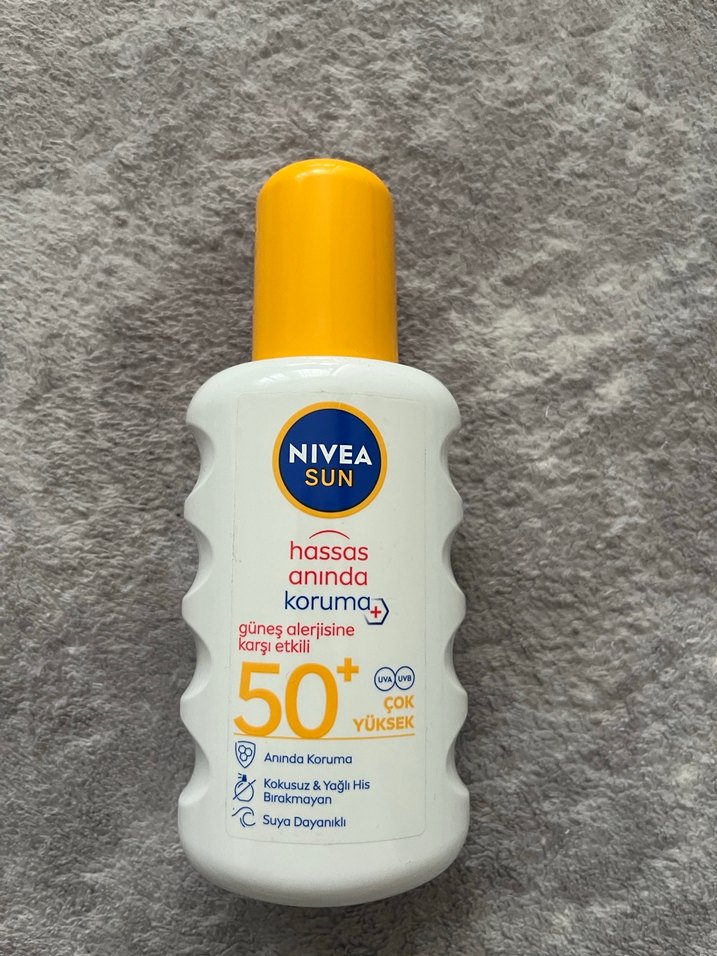 NIVEA
SUN
hassas
anında
koruma+
güneş alerjisine
karşı etkili
50+
UVA UVB
ÇOK
YÜKSEK
Anında Koruma
Kokusuz & Yağlı His
Bırakmayan
Suya Dayanıklı